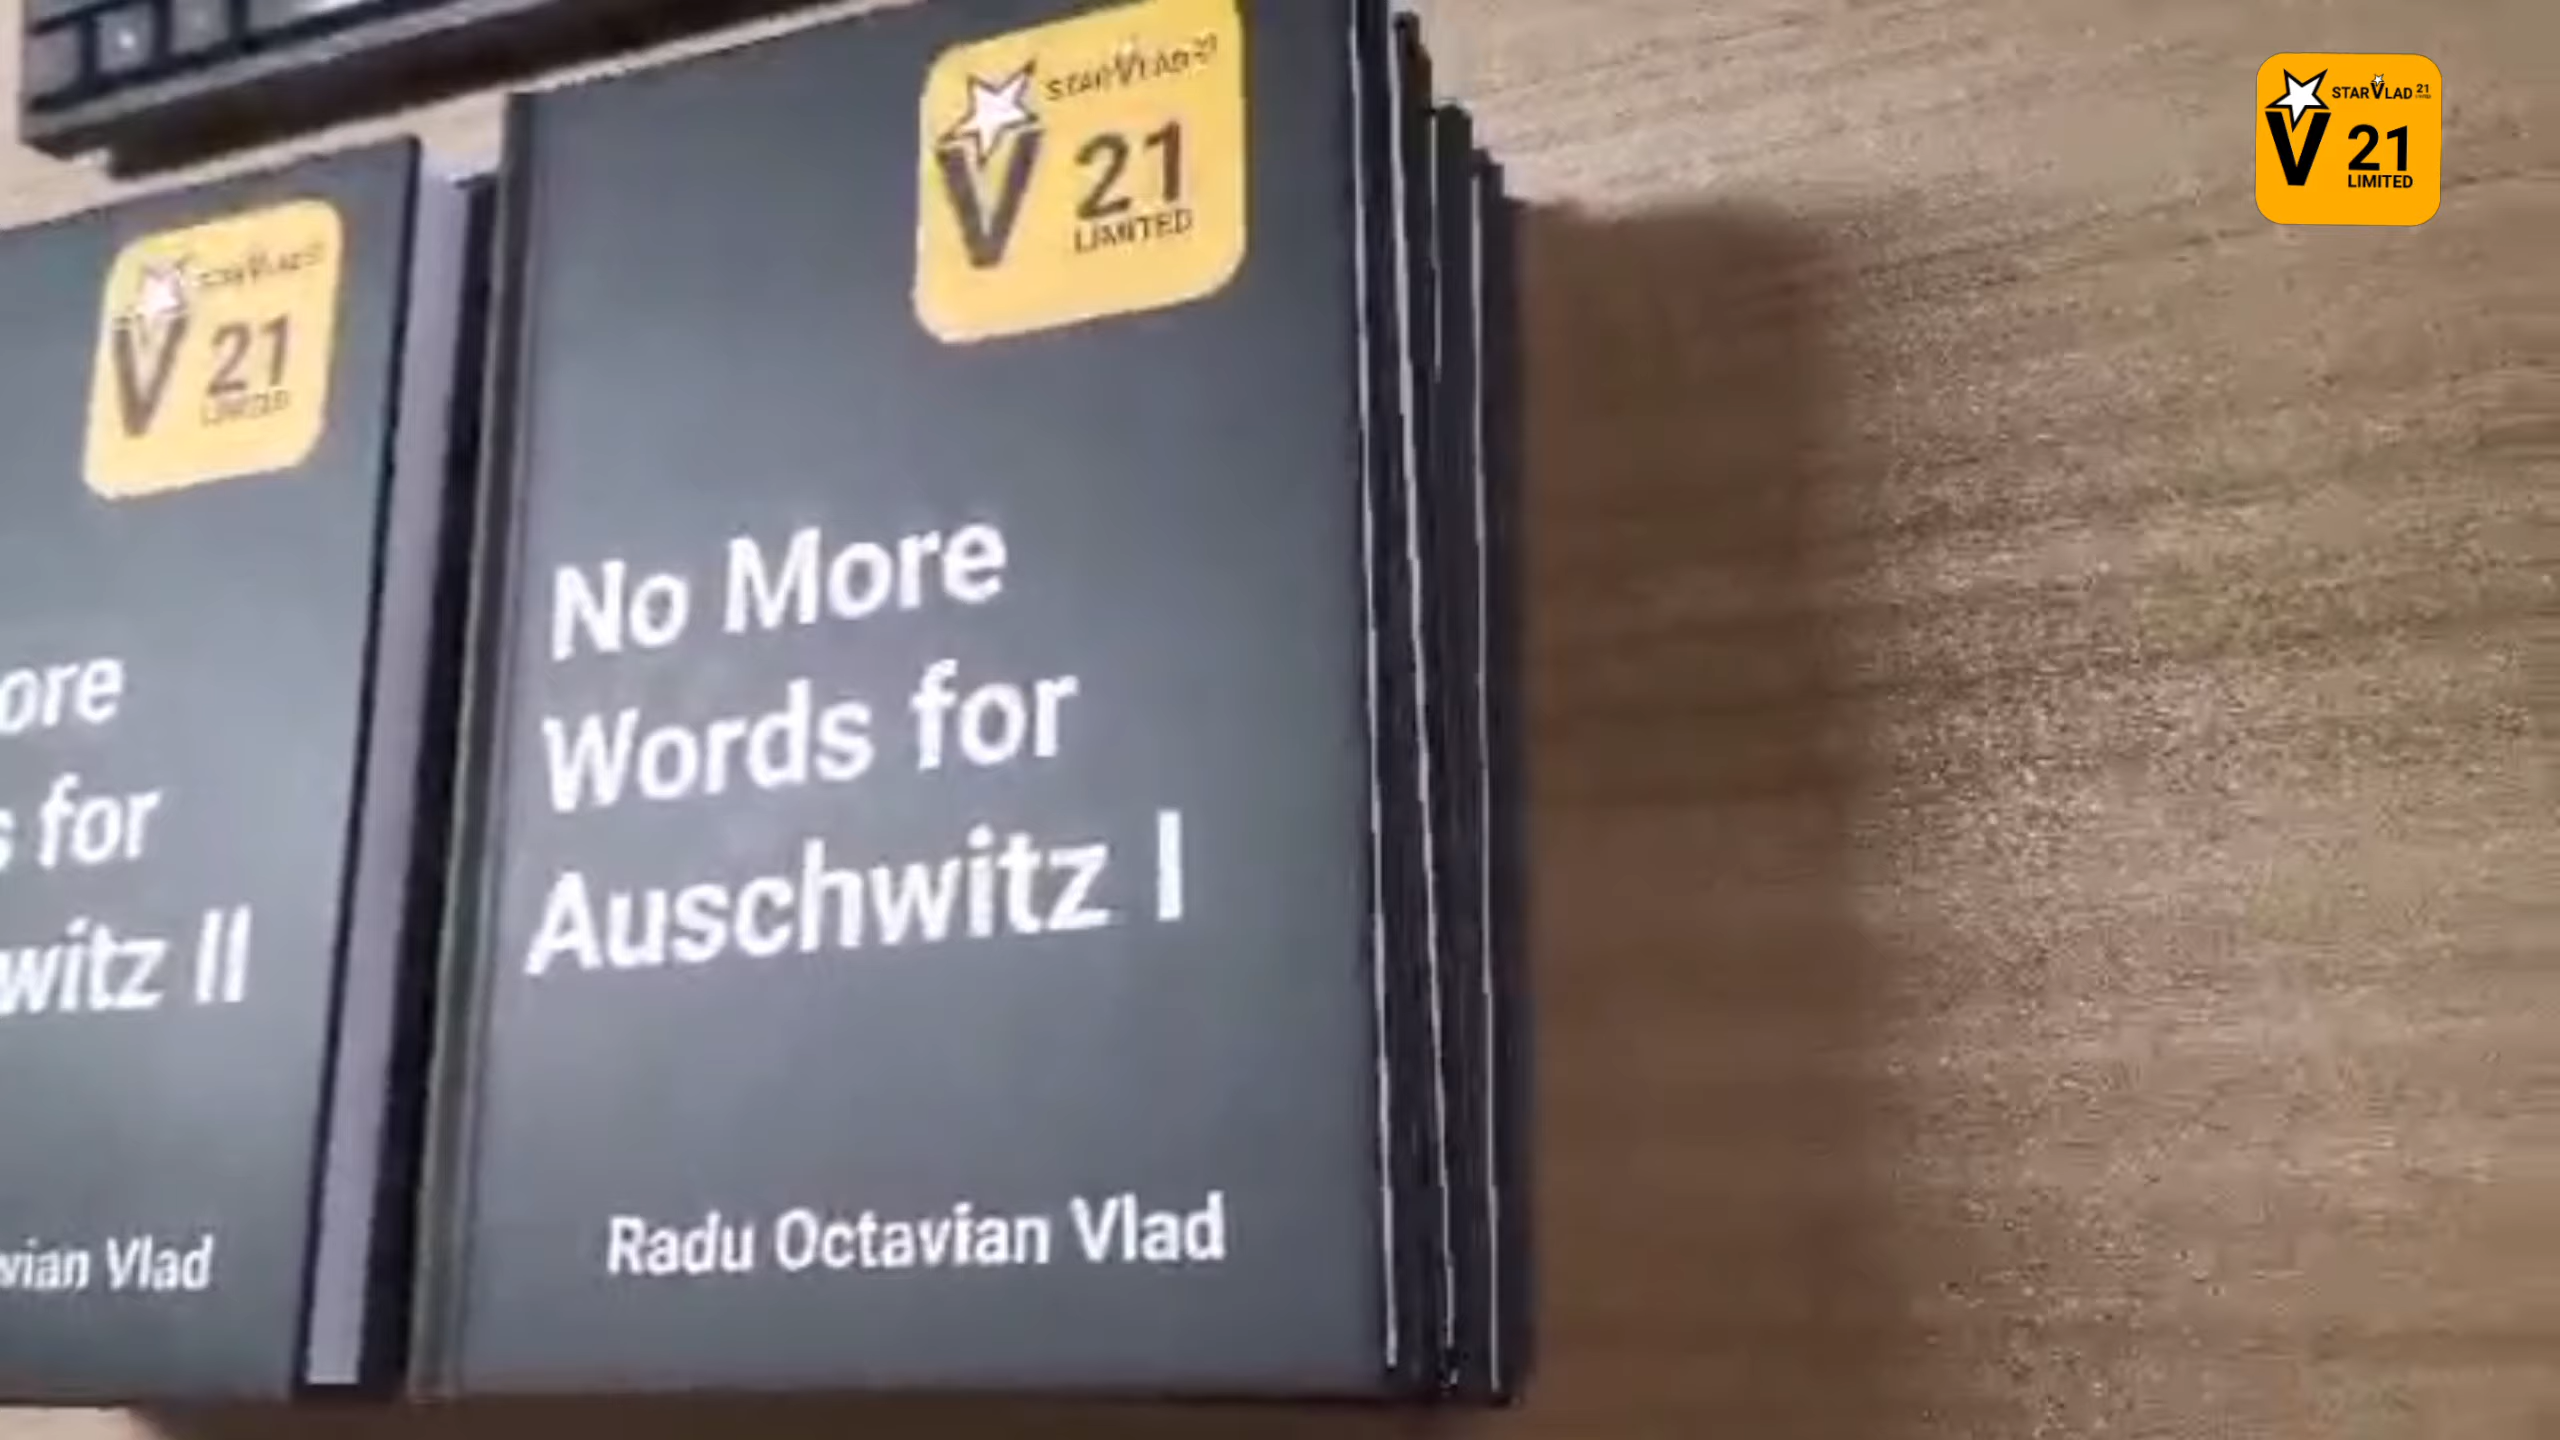 STARVLAD 21
V 21
LIMITED
STARVLAD 21
V 21
LIMITED
No More
Words for
Auschwitz I
Radu Octavian Vlad
V 21
LIMITED
ore
s for
witz II
vian Vlad